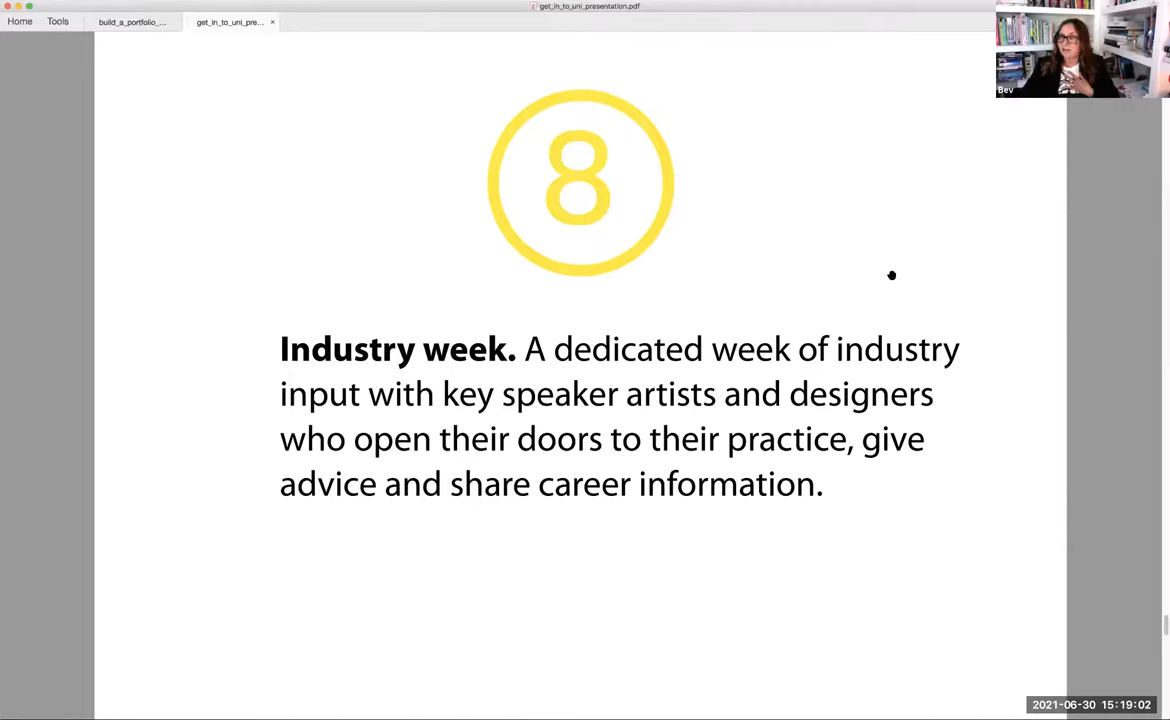 get_in_to_uni_presentation.pdf
Home Tools build_a_portfolio_... get_in_to_uni_pre... ×
Bev
8
Industry week. A dedicated week of industry
input with key speaker artists and designers
who open their doors to their practice, give
advice and share career information.
2021-06-30 15:19:02